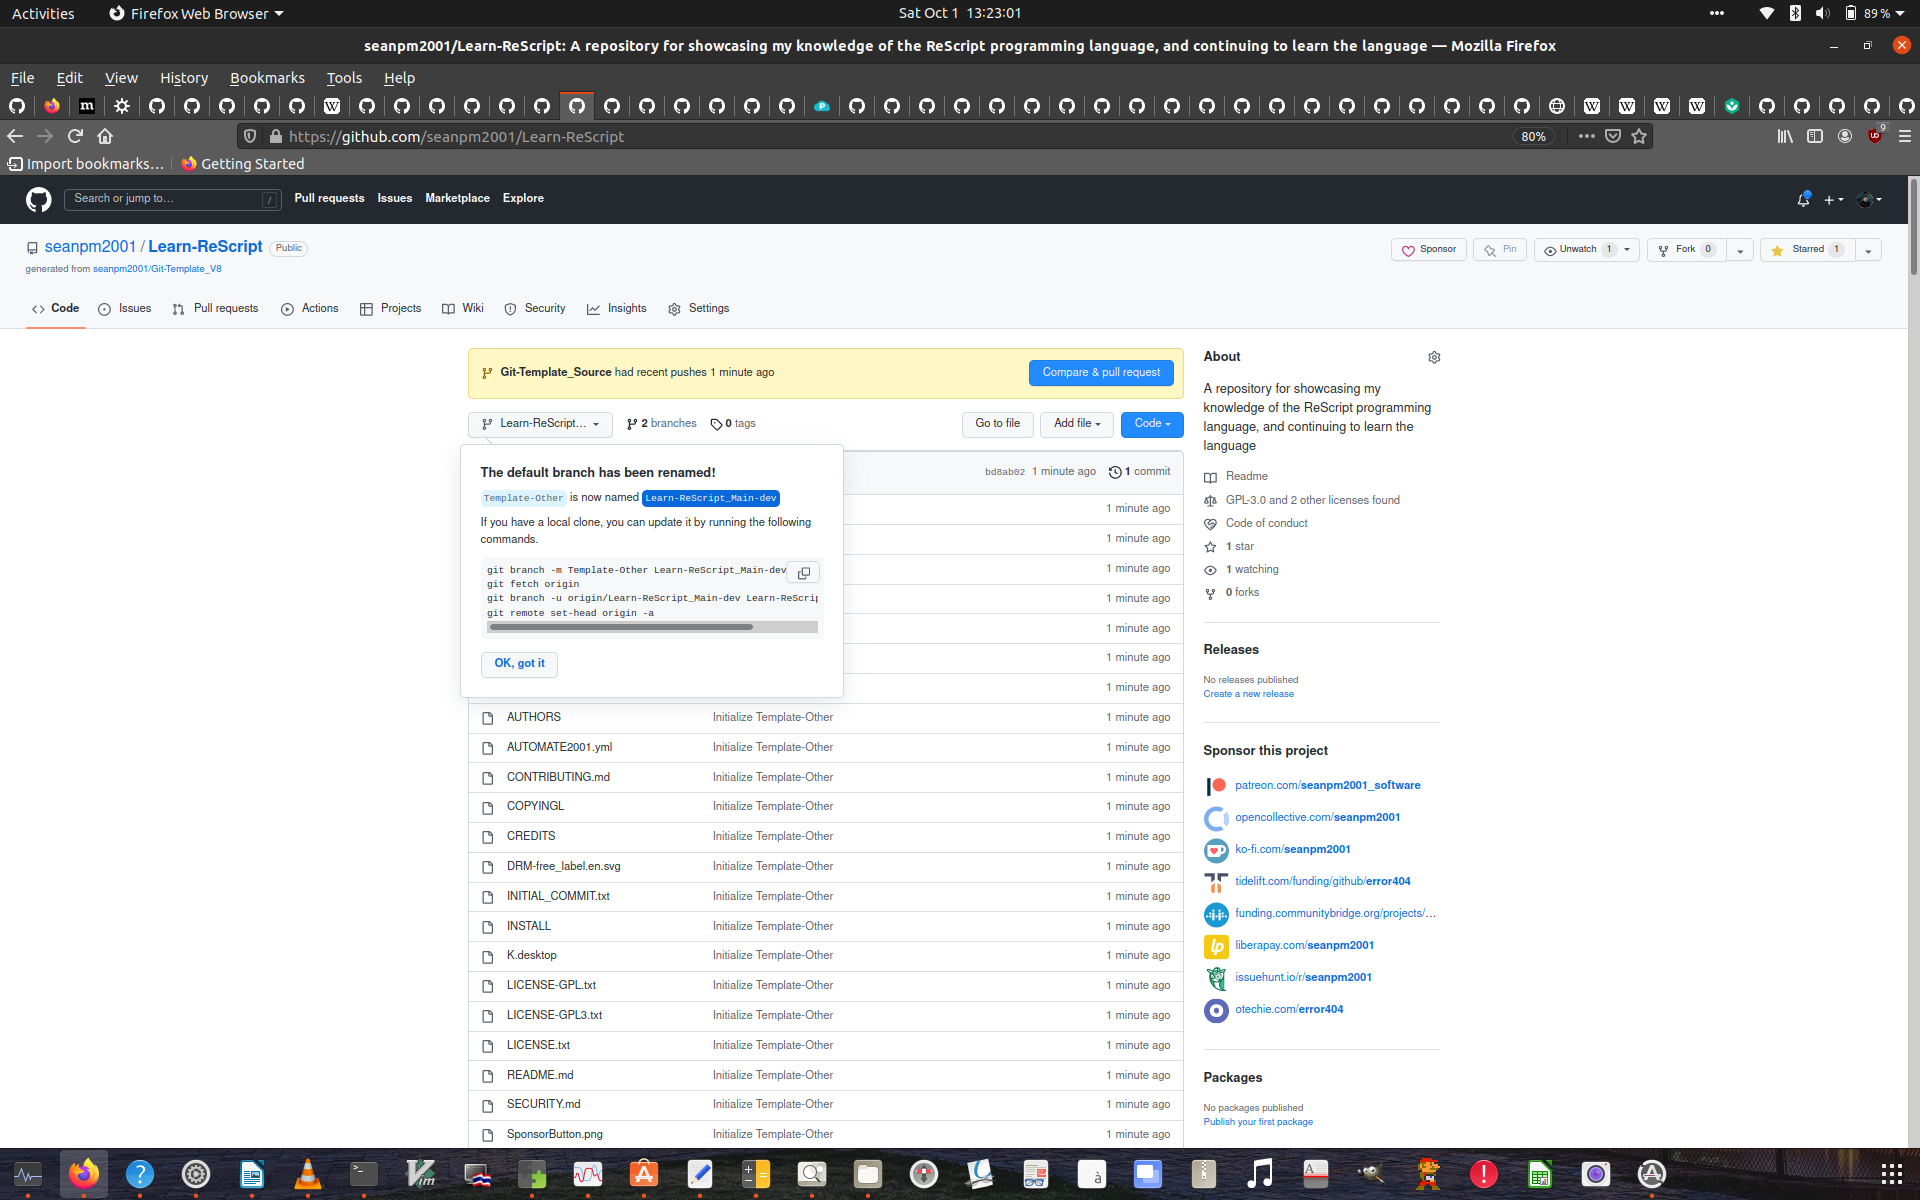 Activities
Firefox Web Browser
Sat Oct 1 13:23:01
89 %
seanpm2001/Learn-ReScript: A repository for showcasing my knowledge of the ReScript programming language, and continuing to learn the language — Mozilla Firefox
File Edit View History Bookmarks Tools Help
https://github.com/seanpm2001/Learn-ReScript
80%
9
Import bookmarks…
Getting Started
Search or jump to…
/
Pull requests Issues Marketplace Explore
seanpm2001 / Learn-ReScript Public
generated from seanpm2001/Git-Template_V8
Sponsor
Pin
Unwatch 1
Fork 0
Starred 1
Code Issues Pull requests Actions Projects Wiki Security Insights Settings
Git-Template_Source had recent pushes 1 minute ago
Compare & pull request
Learn-ReScript…
2 branches
0 tags
Go to file
Add file
Code
The default branch has been renamed!
Template-Other is now named Learn-ReScript_Main-dev
If you have a local clone, you can update it by running the following
commands.
git branch -m Template-Other Learn-ReScript_Main-dev
git fetch origin
git branch -u origin/Learn-ReScript_Main-dev Learn-ReScrip
git remote set-head origin -a
OK, got it
bd8ab02 1 minute ago 1 commit
1 minute ago
1 minute ago
1 minute ago
1 minute ago
1 minute ago
1 minute ago
1 minute ago
AUTHORS Initialize Template-Other 1 minute ago
AUTOMATE2001.yml Initialize Template-Other 1 minute ago
CONTRIBUTING.md Initialize Template-Other 1 minute ago
COPYINGL Initialize Template-Other 1 minute ago
CREDITS Initialize Template-Other 1 minute ago
DRM-free_label.en.svg Initialize Template-Other 1 minute ago
INITIAL_COMMIT.txt Initialize Template-Other 1 minute ago
INSTALL Initialize Template-Other 1 minute ago
K.desktop Initialize Template-Other 1 minute ago
LICENSE-GPL.txt Initialize Template-Other 1 minute ago
LICENSE-GPL3.txt Initialize Template-Other 1 minute ago
LICENSE.txt Initialize Template-Other 1 minute ago
README.md Initialize Template-Other 1 minute ago
SECURITY.md Initialize Template-Other 1 minute ago
SponsorButton.png Initialize Template-Other 1 minute ago
About
A repository for showcasing my
knowledge of the ReScript programming
language, and continuing to learn the
language
Readme
GPL-3.0 and 2 other licenses found
Code of conduct
1 star
1 watching
0 forks
Releases
No releases published
Create a new release
Sponsor this project
patreon.com/seanpm2001_software
opencollective.com/seanpm2001
ko-fi.com/seanpm2001
tidelift.com/funding/github/error404
funding.communitybridge.org/projects/…
liberapay.com/seanpm2001
issuehunt.io/r/seanpm2001
otechie.com/error404
Packages
No packages published
Publish your first package